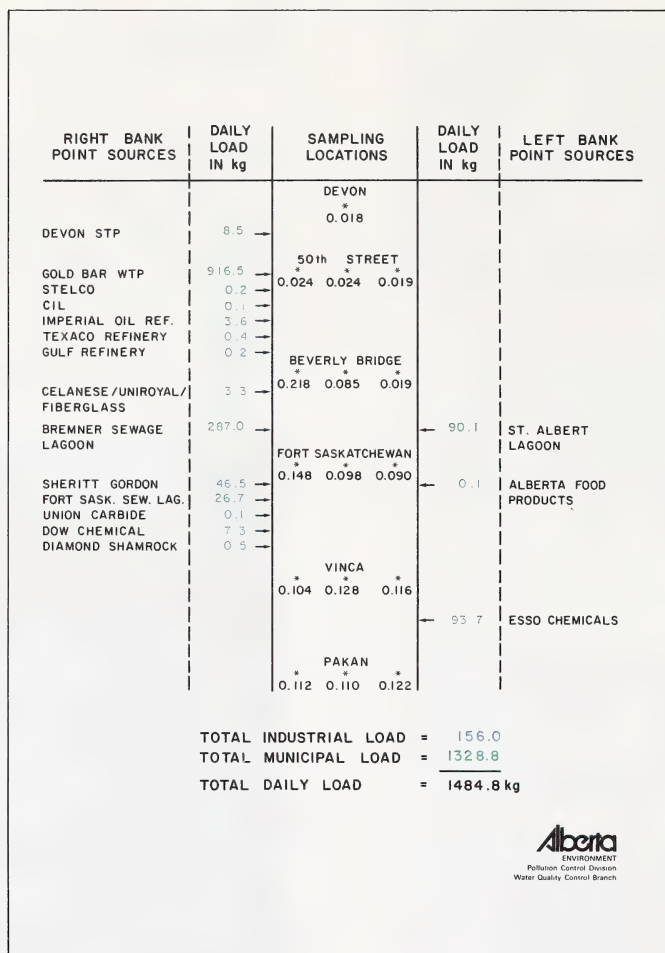 RIGHT BANK POINT SOURCES | DAILY LOAD IN kg | SAMPLING LOCATIONS | DAILY LOAD IN kg | LEFT BANK POINT SOURCES
DEVON
*
0.018
DEVON STP 8.5 →
50th STREET
* * *
GOLD BAR WTP 916.5 → 0.024 0.024 0.019
STELCO 0.2 →
CIL 0.1 →
IMPERIAL OIL REF. 3.6 →
TEXACO REFINERY 0.4 →
GULF REFINERY 0 2 →
BEVERLY BRIDGE
* * *
0.218 0.085 0.019
CELANESE/UNIROYAL/ 3 3 →
FIBERGLASS
BREMNER SEWAGE 287.0 → ← 90.1 ST. ALBERT
LAGOON LAGOON
FORT SASKATCHEWAN
* * *
0.148 0.098 0.090
SHERITT GORDON 46.5 → ← 0.1 ALBERTA FOOD
FORT SASK. SEW. LAG. 26.7 → PRODUCTS
UNION CARBIDE 0.1 →
DOW CHEMICAL 7 3 →
DIAMOND SHAMROCK 0 5 →
VINCA
* * *
0.104 0.128 0.116
← 93 7 ESSO CHEMICALS
PAKAN
* * *
0.112 0.110 0.122
TOTAL INDUSTRIAL LOAD = 156.0
TOTAL MUNICIPAL LOAD = 1328.8
TOTAL DAILY LOAD = 1484.8 kg
Alberta
ENVIRONMENT
Pollution Control Division
Water Quality Control Branch